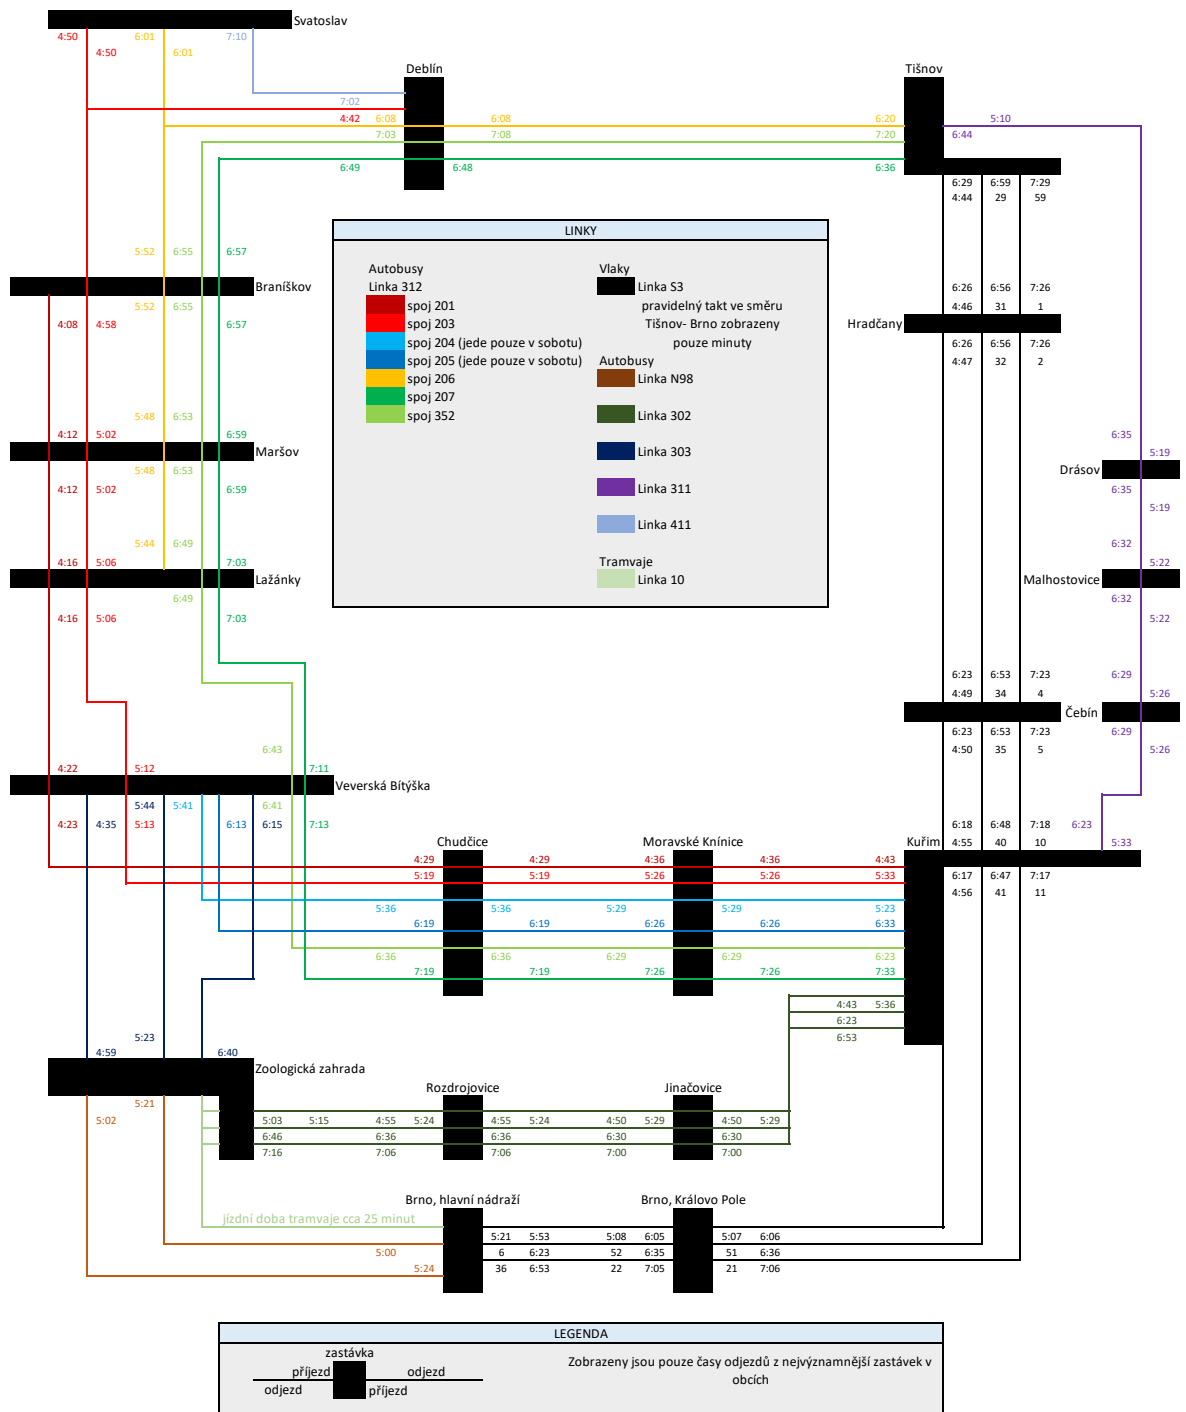 Svatoslav
4:50 6:01 7:10
4:50 6:01
Deblín Tišnov
7:02
4:42 6:08 6:08 6:20 5:10
7:03 7:08 7:20 6:44
6:49 6:48 6:36
6:29 6:59 7:29
4:44 29 59
LINKY
5:52 6:55 6:57
Braníškov
5:52 6:55
4:08 4:58 6:57
Autobusy Vlaky
Linka 312 Linka S3
spoj 201 pravidelný takt ve směru
spoj 203 Tišnov- Brno zobrazeny
spoj 204 (jede pouze v sobotu) pouze minuty
spoj 205 (jede pouze v sobotu) Autobusy
spoj 206 Linka N98
spoj 207
spoj 352 Linka 302
Linka 303
Linka 311
Linka 411
Tramvaje
Linka 10
6:26 6:56 7:26
4:46 31 1
Hradčany
6:26 6:56 7:26
4:47 32 2
5:48 6:53
4:12 5:02 6:59
Maršov
5:48 6:53
4:12 5:02 6:59
6:35
5:19
Drásov
6:35
5:19
5:44 6:49
4:16 5:06 7:03
Lažánky
6:49
4:16 5:06 7:03
6:32
5:22
Malhostovice
6:32
5:22
6:23 6:53 7:23 6:29
4:49 34 4 5:26
Čebín
6:23 6:53 7:23 6:29
4:50 35 5 5:26
6:43
4:22 5:12 7:11
Veverská Bítýška
5:44 5:41 6:41
4:23 4:35 5:13 6:13 6:15 7:13
6:18 6:48 7:18 6:23
4:55 40 10 5:33
Chudčice Moravské Knínice Kuřim
4:29 4:29 4:36 4:36 4:43
5:19 5:19 5:26 5:26 5:33
5:36 5:36 5:29 5:29 5:23
6:19 6:19 6:26 6:26 6:33
6:36 6:36 6:29 6:29 6:23
7:19 7:19 7:26 7:26 7:33
6:17 6:47 7:17
4:56 41 11
4:43 5:36
6:23
6:53
5:23
4:59 6:40
Zoologická zahrada
Rozdrojovice Jinačovice
5:21
5:02
5:03 5:15 4:55 5:24 4:55 5:24 4:50 5:29 4:50 5:29
6:46 6:36 6:36 6:30 6:30
7:16 7:06 7:06 7:00 7:00
Brno, hlavní nádraží Brno, Královo Pole
jízdní doba tramvaje cca 25 minut
5:21 5:53 5:08 6:05 5:07 6:06
5:00 6 6:23 52 6:35 51 6:36
5:24 36 6:53 22 7:05 21 7:06
LEGENDA
zastávka
příjezd odjezd
odjezd příjezd
Zobrazeny jsou pouze časy odjezdů z nejvýznamnější zastávek v
obcích